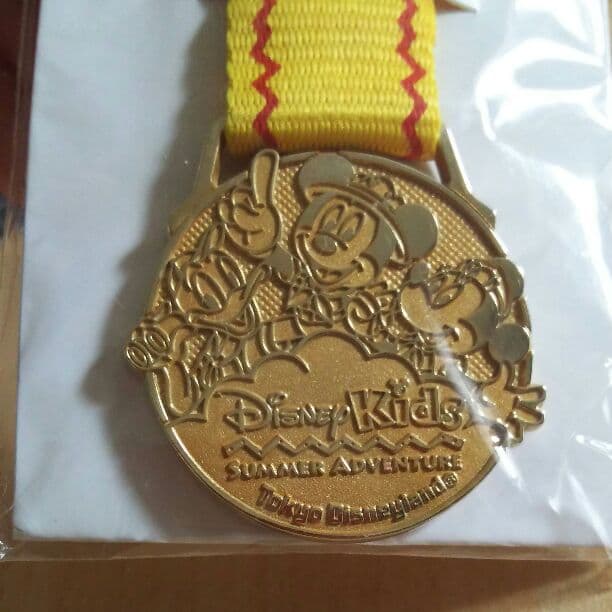 Disney Kids
SUMMER ADVENTURE
Tokyo Disneyland®